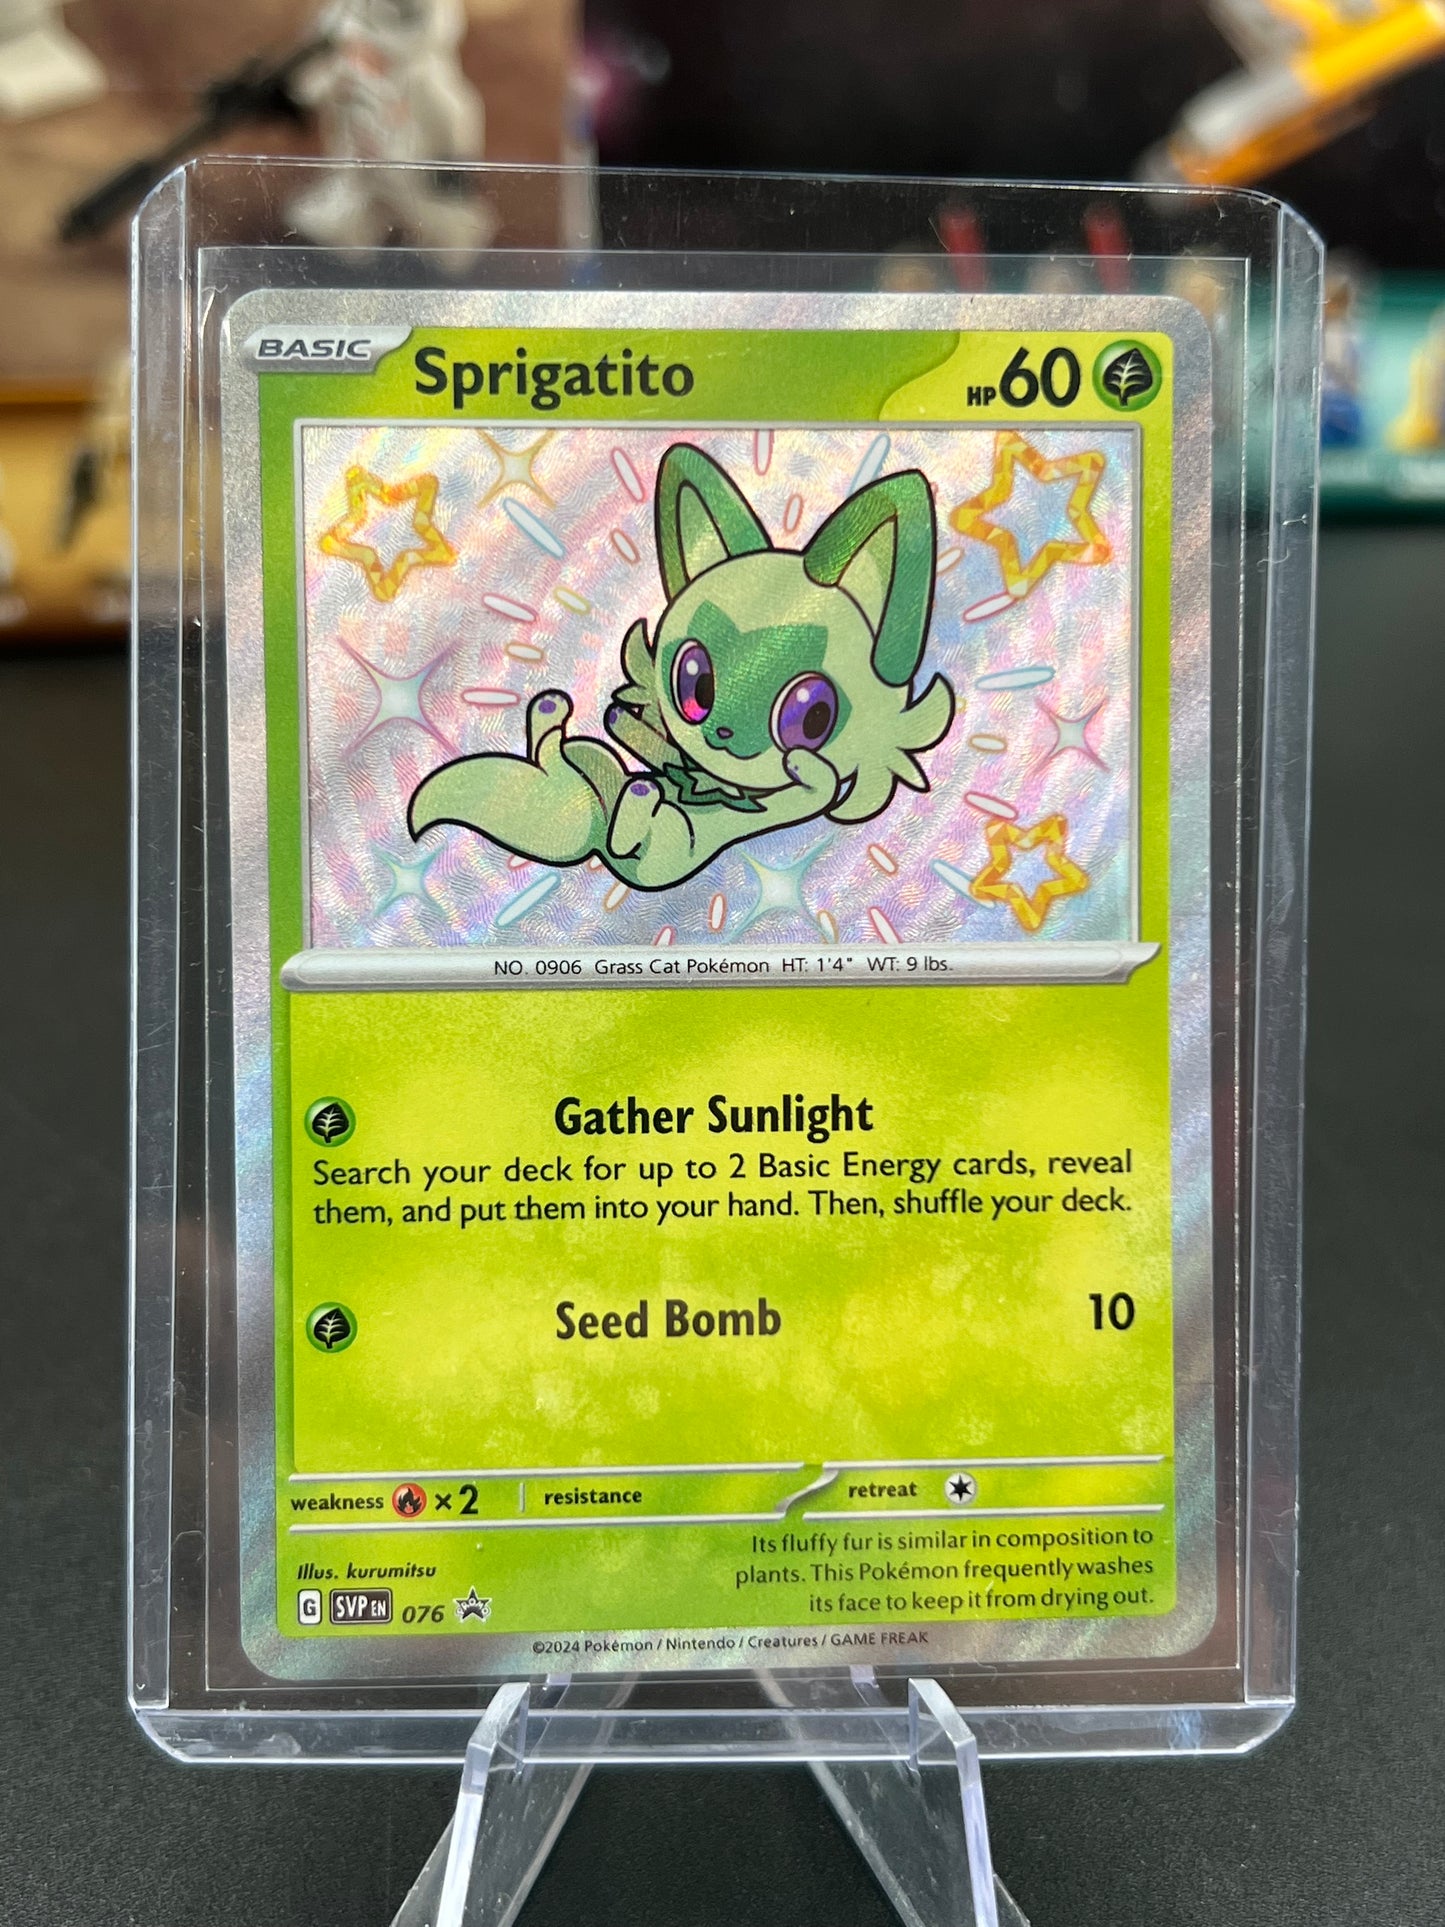 BASIC Sprigatito HP 60
NO. 0906 Grass Cat Pokémon HT: 1'4" WT: 9 lbs.
Gather Sunlight
Search your deck for up to 2 Basic Energy cards, reveal
them, and put them into your hand. Then, shuffle your deck.
Seed Bomb 10
weakness ×2 resistance retreat
Its fluffy fur is similar in composition to
plants. This Pokémon frequently washes
its face to keep it from drying out.
Illus. kurumitsu
G SVP EN 076 PROMO
©2024 Pokémon / Nintendo / Creatures / GAME FREAK